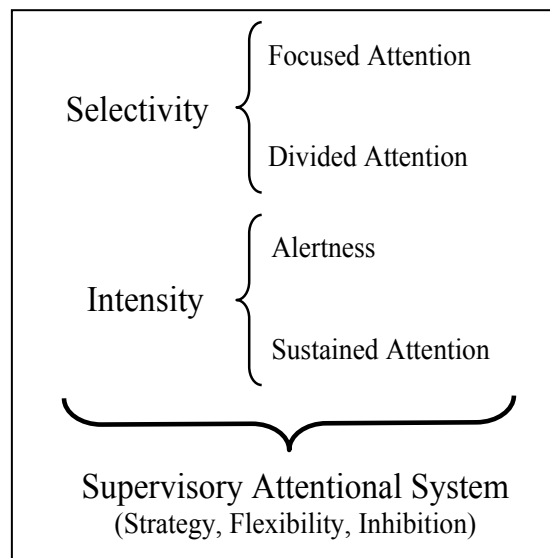 Selectivity
Focused Attention
Divided Attention
Intensity
Alertness
Sustained Attention
Supervisory Attentional System
(Strategy, Flexibility, Inhibition)